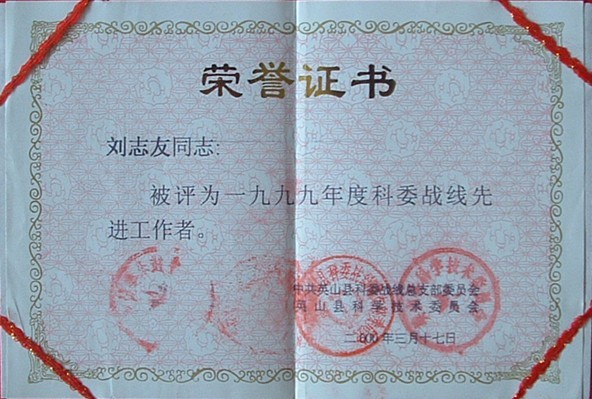 荣誉证书
刘志友同志:
被评为一九九九年度科委战线先
进工作者。
中共英山县科委战线总支部委员会
英山县科学技术委员会
二000年三月十七日